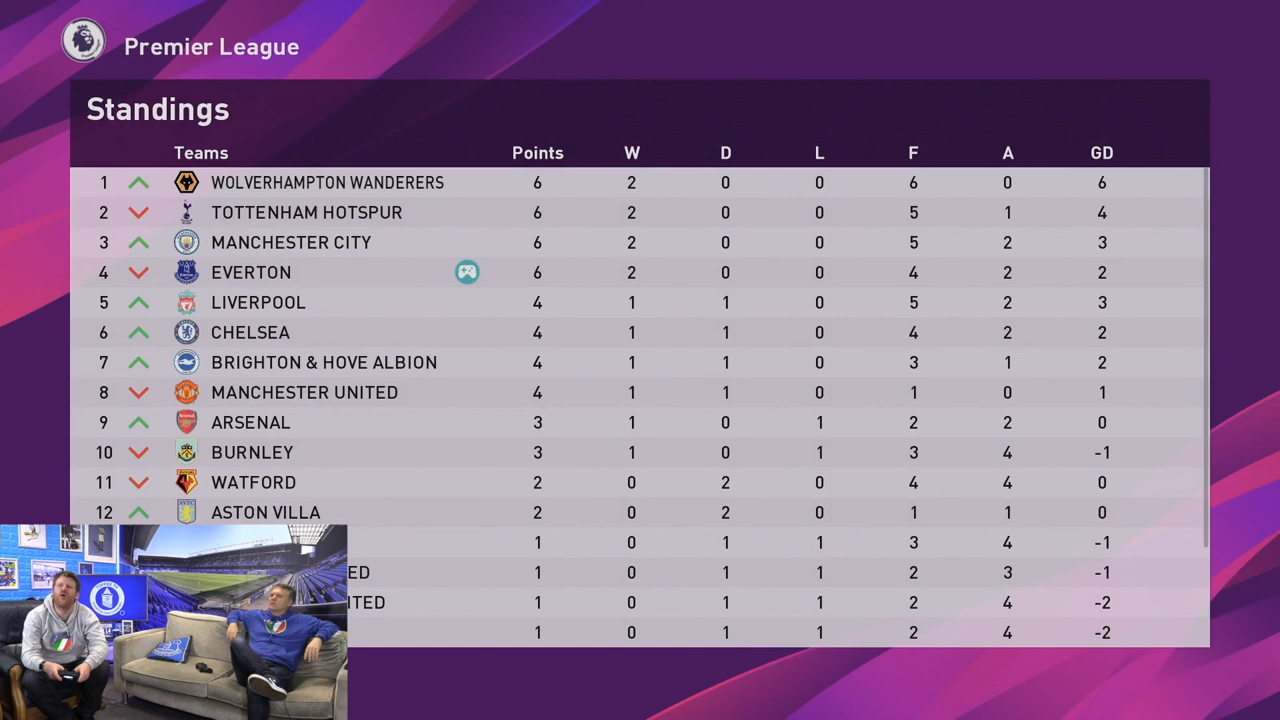 Premier League
Standings
Teams Points W D L F A GD
1 WOLVERHAMPTON WANDERERS 6 2 0 0 6 0 6
2 TOTTENHAM HOTSPUR 6 2 0 0 5 1 4
3 MANCHESTER CITY 6 2 0 0 5 2 3
4 EVERTON 6 2 0 0 4 2 2
5 LIVERPOOL 4 1 1 0 5 2 3
6 CHELSEA 4 1 1 0 4 2 2
7 BRIGHTON & HOVE ALBION 4 1 1 0 3 1 2
8 MANCHESTER UNITED 4 1 1 0 1 0 1
9 ARSENAL 3 1 0 1 2 2 0
10 BURNLEY 3 1 0 1 3 4 -1
11 WATFORD 2 0 2 0 4 4 0
12 ASTON VILLA 2 0 2 0 1 1 0
1 0 1 1 3 4 -1
ED 1 0 1 1 2 3 -1
ITED 1 0 1 1 2 4 -2
1 0 1 1 2 4 -2